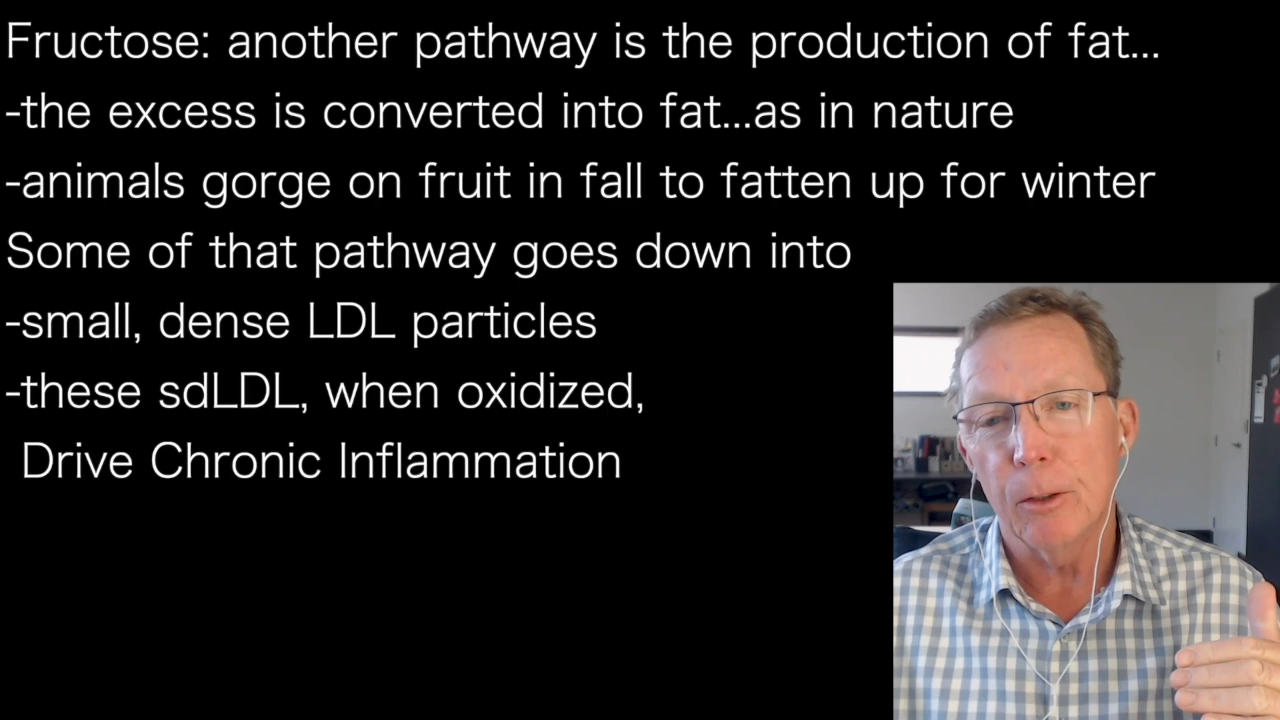 Fructose: another pathway is the production of fat...
-the excess is converted into fat...as in nature
-animals gorge on fruit in fall to fatten up for winter
Some of that pathway goes down into
-small, dense LDL particles
-these sdLDL, when oxidized,
Drive Chronic Inflammation